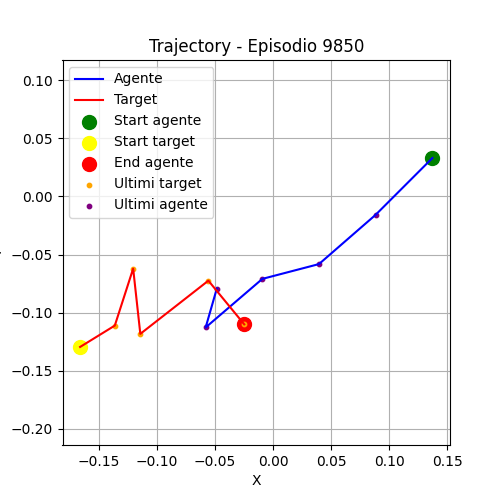 Trajectory - Episodio 9850
Agente
Target
Start agente
Start target
End agente
Ultimi target
Ultimi agente
0.10
0.05
0.00
−0.05
−0.10
−0.15
−0.20
−0.15
−0.10
−0.05
0.00
0.05
0.10
0.15
X